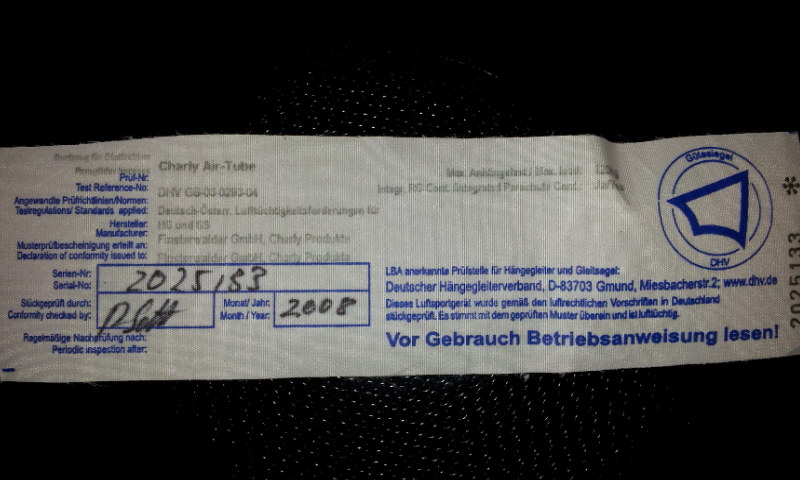 Charly Air-Tube
Prüf-Nr:
Test Reference-No:
DHV GS-03-0293-04
Angewandte Prüfrichtlinien/Normen:
Testregulations/ Standards applied:
Deutsch-Österr. Lufttüchtigkeitsforderungen für
HG und GS
Hersteller:
Manufacturer:
Finsterwalder GmbH, Charly Produkte
Musterprüfbescheinigung erteilt an:
Declaration of conformity issued to:
Finsterwalder GmbH, Charly Produkte
Serien-Nr:
Serial-No:
Stückgeprüft durch:
Conformity checked by:
Monat/ Jahr:
Month / Year:
2008
Regelmäßige Nachprüfung nach:
Periodic inspection after:
Gütesiegel
DHV
LBA anerkannte Prüfstelle für Hängegleiter und Gleitsegel:
Deutscher Hängegleiterverband, D-83703 Gmund, Miesbacherstr.2; www.dhv.de
Dieses Luftsportgerät wurde gemäß den luftrechtlichen Vorschriften in Deutschland
stückgeprüft. Es stimmt mit dem geprüften Muster überein und ist lufttüchtig.
Vor Gebrauch Betriebsanweisung lesen!
2025133 *